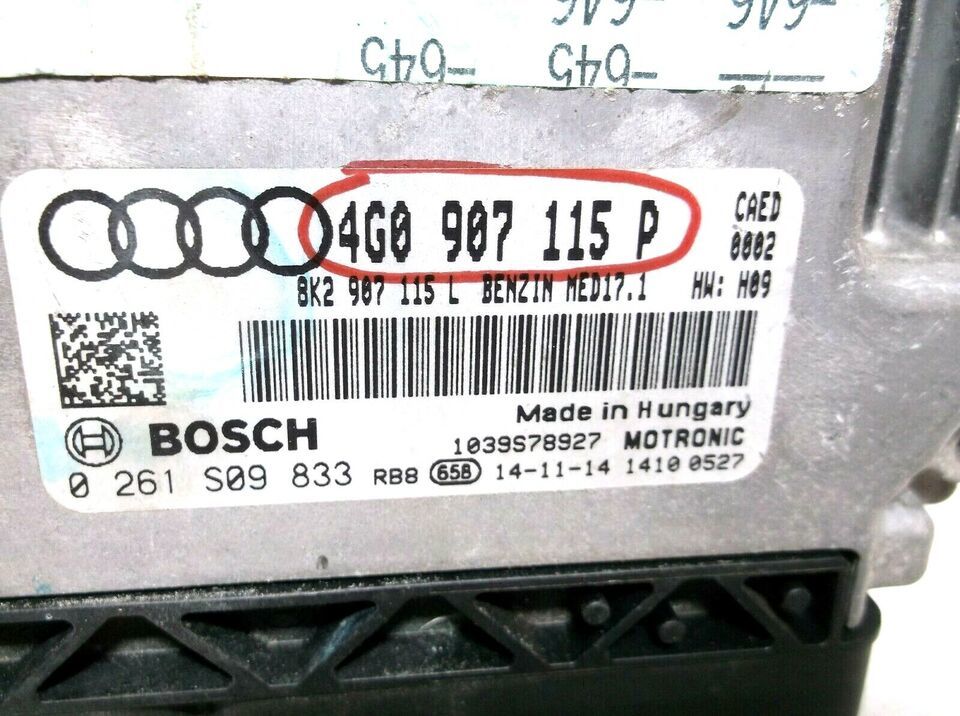 -645 -645
4G0 907 115 P CAED
0002
8K2 907 115 L BENZIN MED17.1 HW: H09
Made in Hungary
BOSCH 1039S78927 MOTRONIC
0 261 S09 833 RB8 658 14-11-14 1410 0527